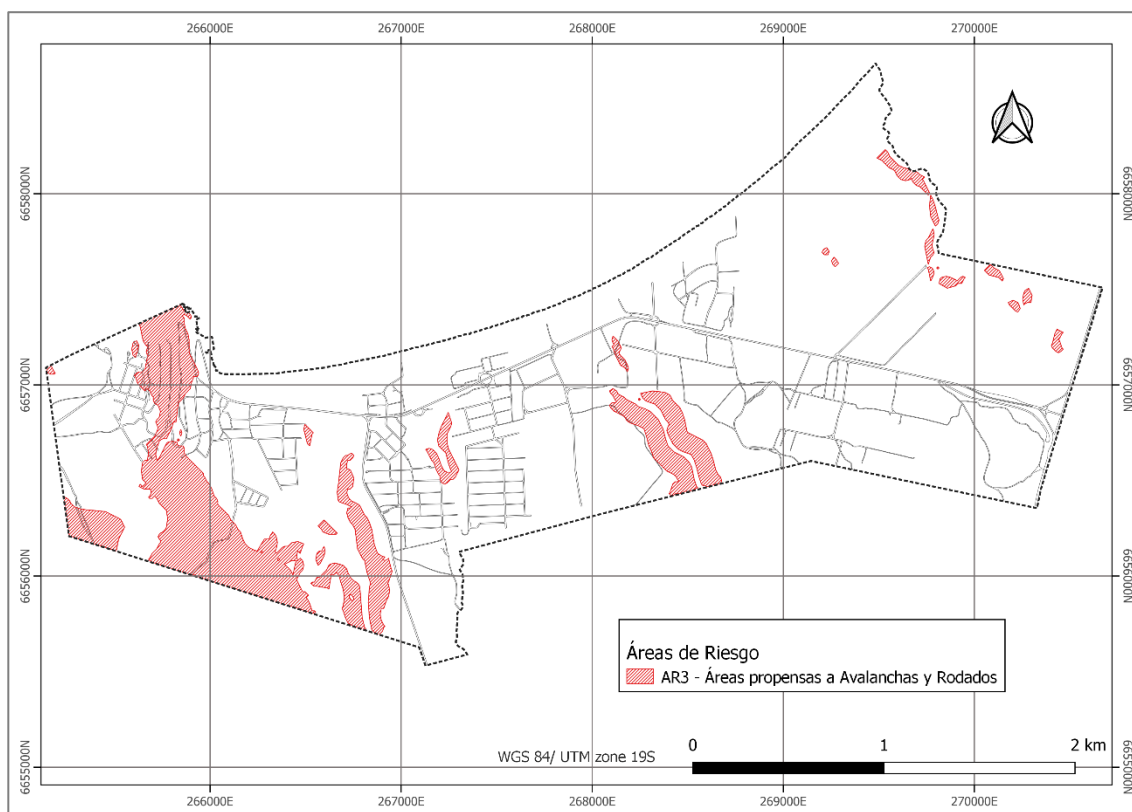 266000E 267000E 268000E 269000E 270000E
6658000N 6658000N
6657000N 6657000N
6656000N 6656000N
Áreas de Riesgo
AR3 - Áreas propensas a Avalanchas y Rodados
WGS 84/ UTM zone 19S
0 1 2 km
6655000N 6655000N
266000E 267000E 268000E 269000E 270000E